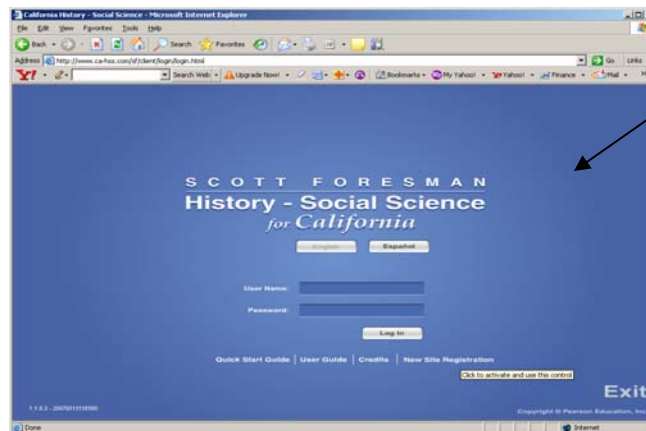 California History - Social Science - Microsoft Internet Explorer
File Edit View Favorites Tools Help
Back Search Favorites
Address http://www.ca-hss.com/sf/client/login/login.html Go Links
Y! Search Web Upgrade Now! Bookmarks My Yahoo! Yahoo! Finance Mail
SCOTT FORESMAN
History - Social Science
for California
English Español
User Name:
Password:
Log In
Quick Start Guide | User Guide | Credits | New Site Registration
Click to activate and use this control
Exit
Copyright © Pearson Education, Inc
Done Internet